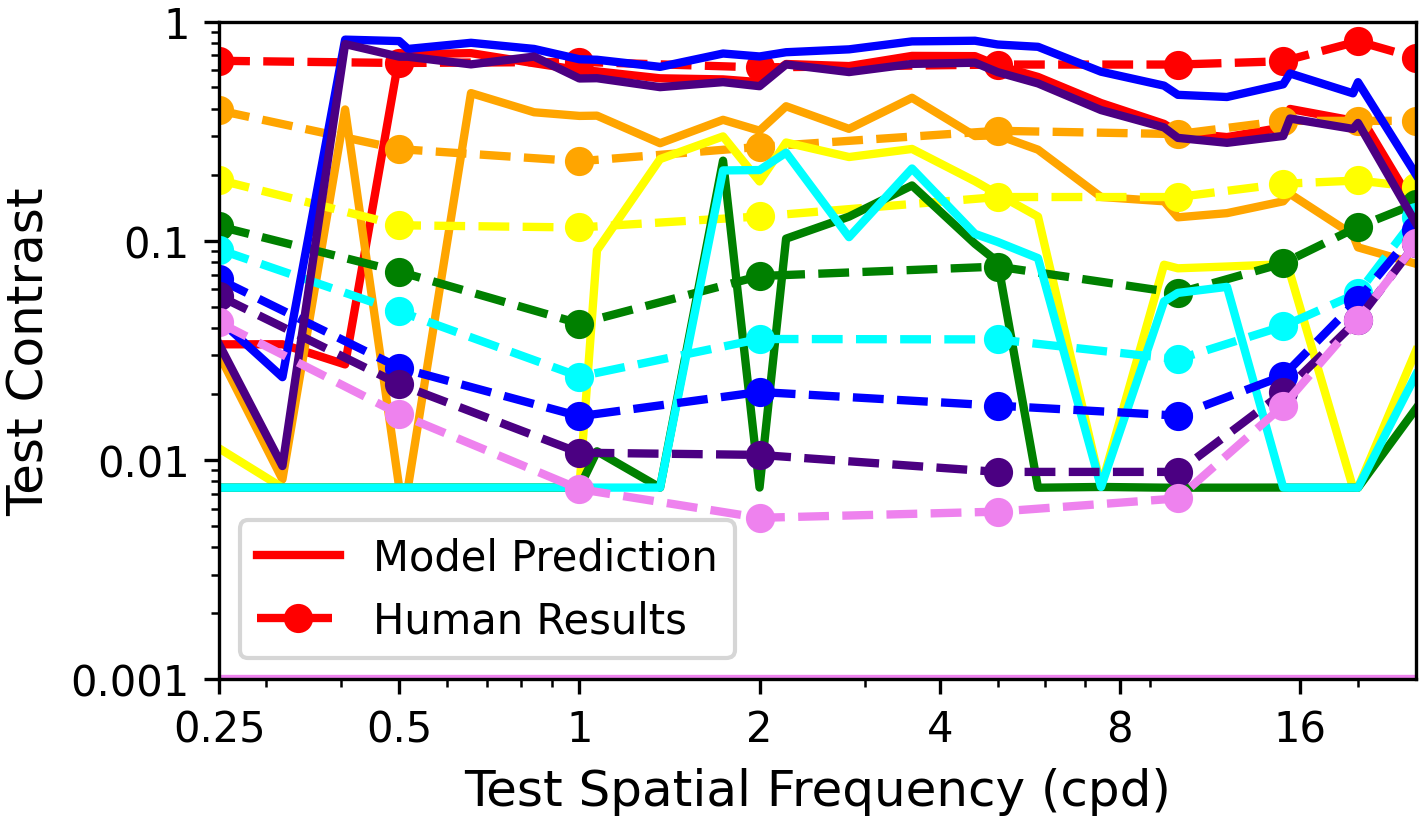 1
0.1
0.01
0.001
Test Contrast
Model Prediction
Human Results
0.25 0.5 1 2 4 8 16
Test Spatial Frequency (cpd)